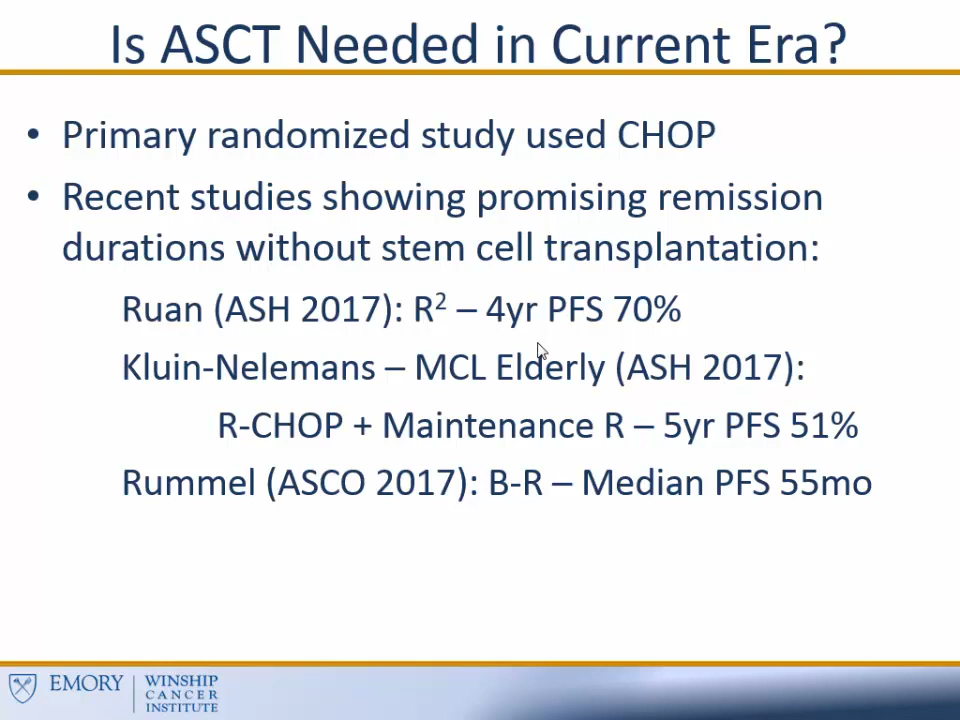 Is ASCT Needed in Current Era?
• Primary randomized study used CHOP
• Recent studies showing promising remission
durations without stem cell transplantation:
Ruan (ASH 2017): R² – 4yr PFS 70%
Kluin-Nelemans – MCL Elderly (ASH 2017):
R-CHOP + Maintenance R – 5yr PFS 51%
Rummel (ASCO 2017): B-R – Median PFS 55mo
EMORY
WINSHIP
CANCER
INSTITUTE